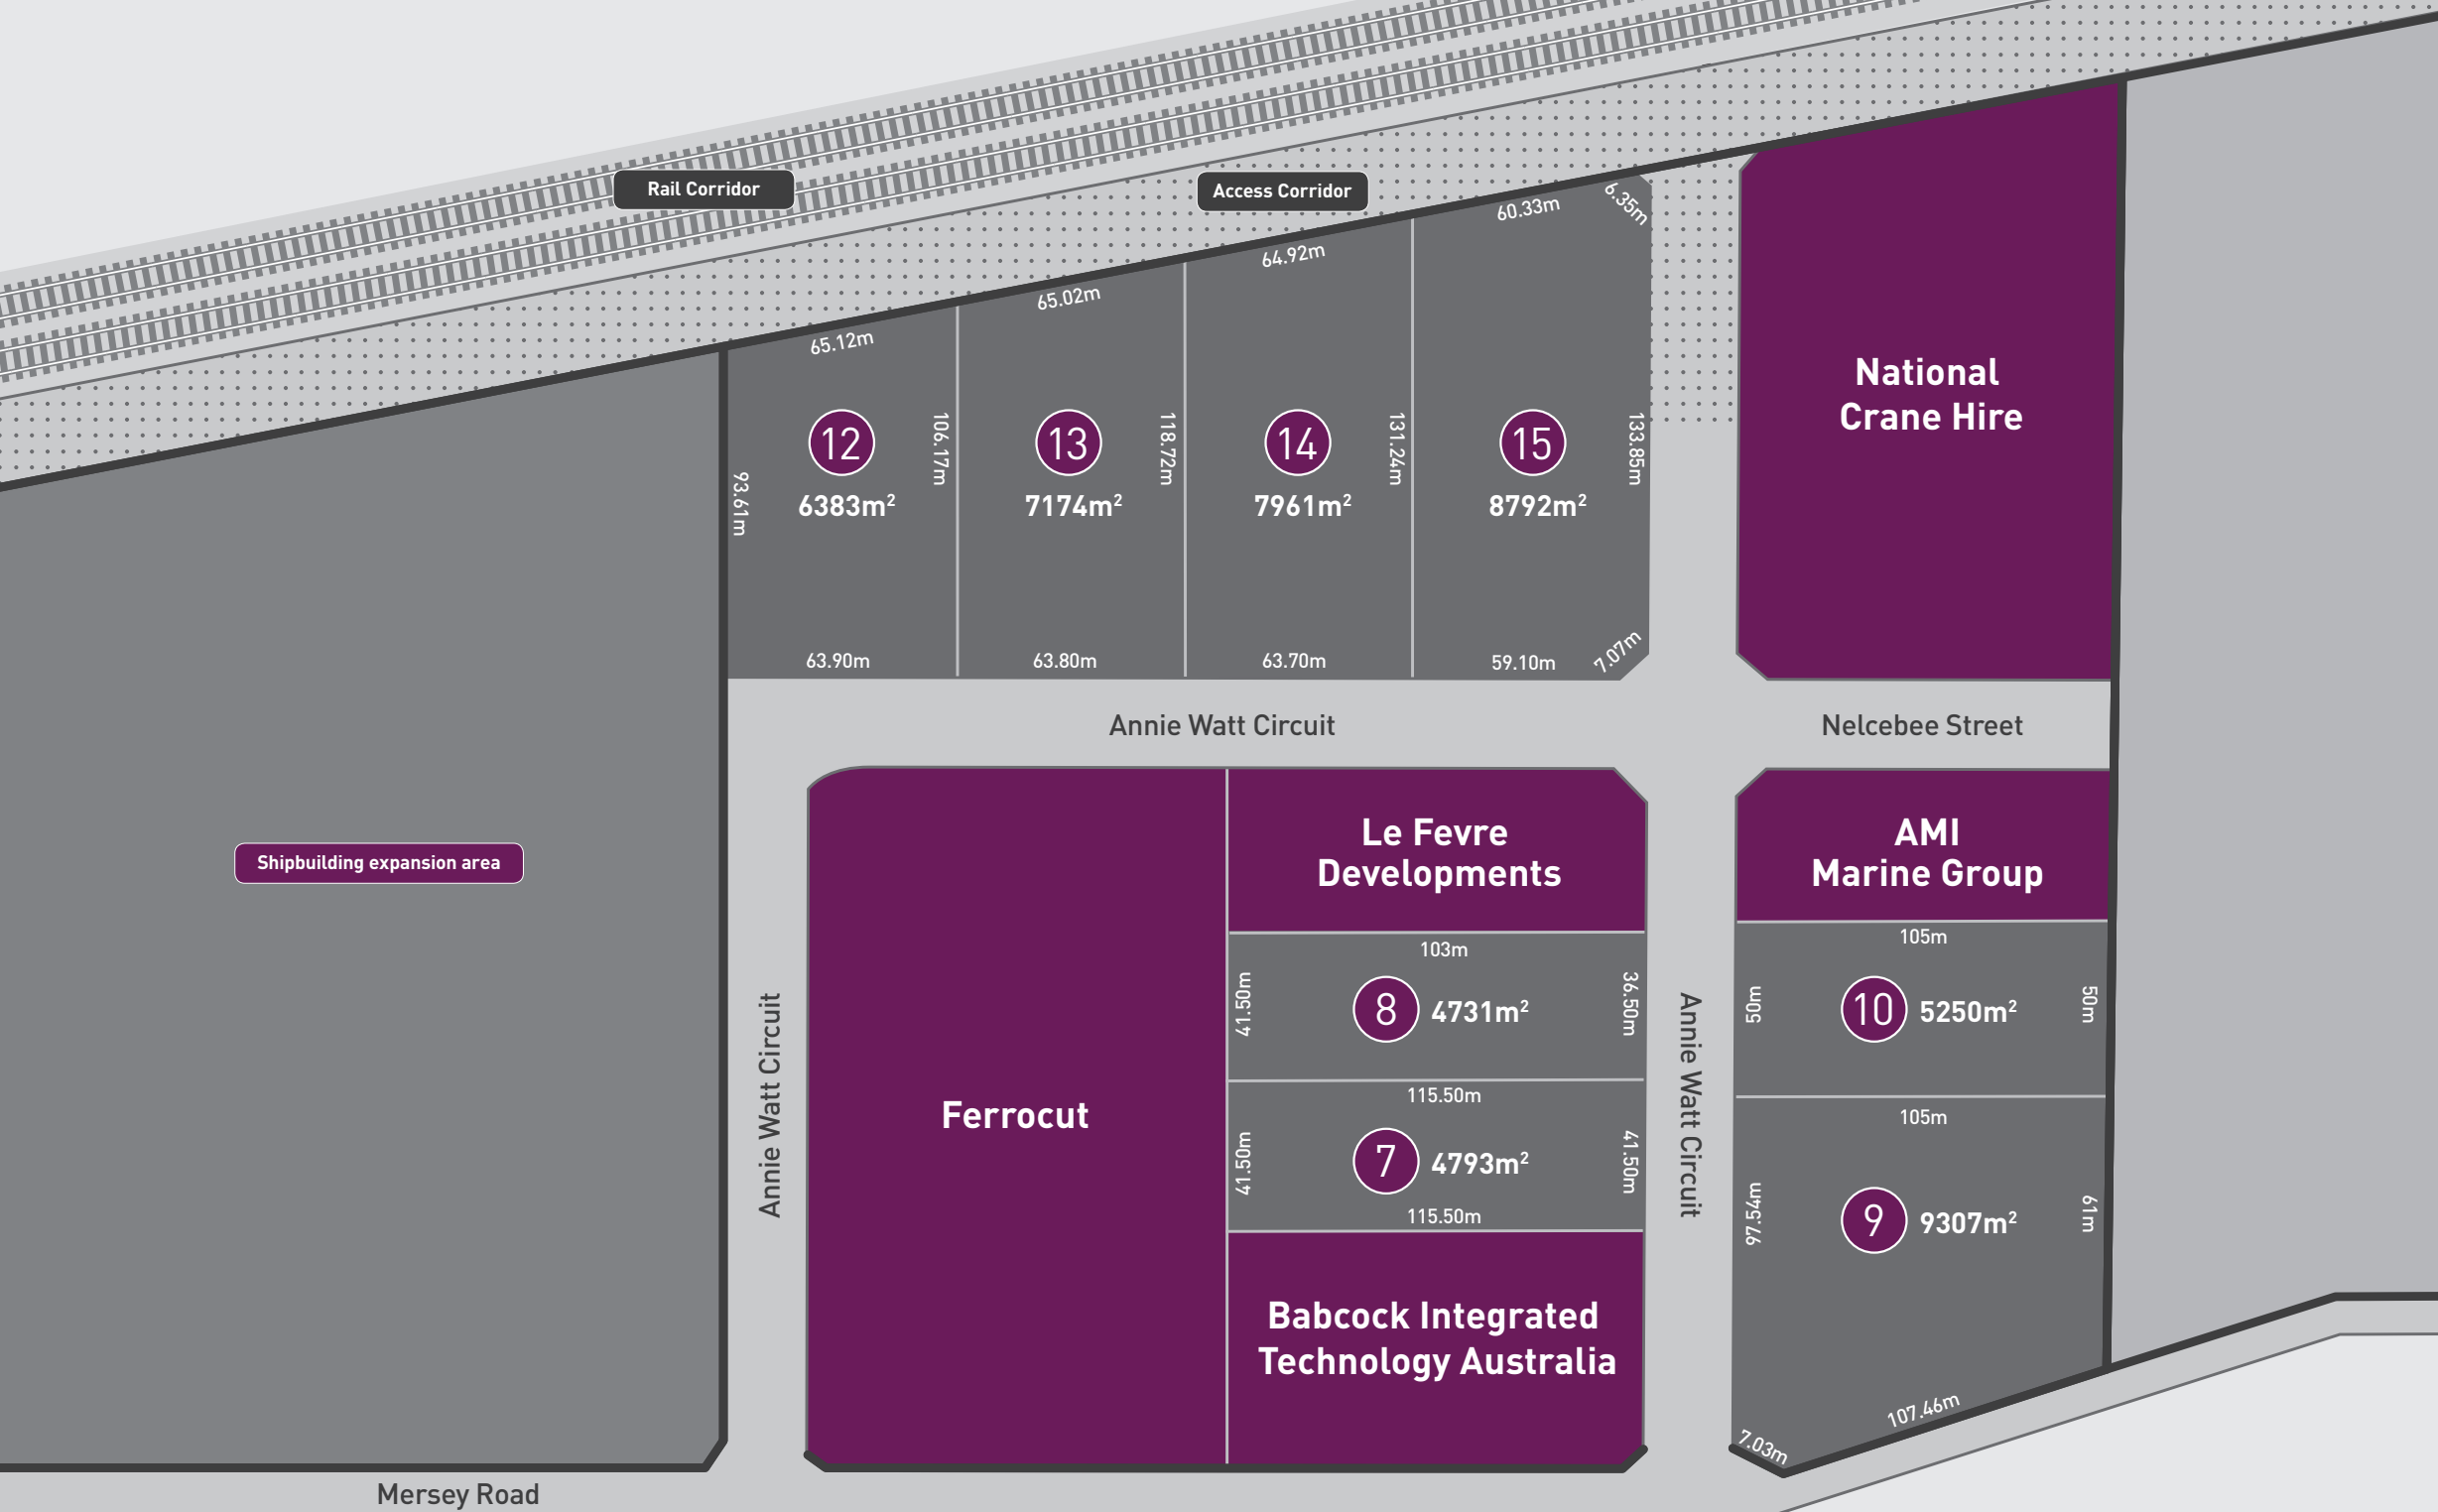 Rail Corridor
Access Corridor
6.35m
60.33m
64.92m
65.02m
65.12m
National
Crane Hire
12
13
14
15
93.61m
106.17m
118.72m
131.24m
133.85m
6383m²
7174m²
7961m²
8792m²
63.90m
63.80m
63.70m
59.10m
7.07m
Annie Watt Circuit
Nelcebee Street
Le Fevre
Developments
AMI
Marine Group
Shipbuilding expansion area
103m
105m
41.50m
8 4731m²
36.50m
50m
10 5250m²
50m
Annie Watt Circuit
Ferrocut
Annie Watt Circuit
115.50m
105m
41.50m
7 4793m²
41.50m
115.50m
97.54m
9 9307m²
61m
Babcock Integrated
Technology Australia
107.46m
7.03m
Mersey Road